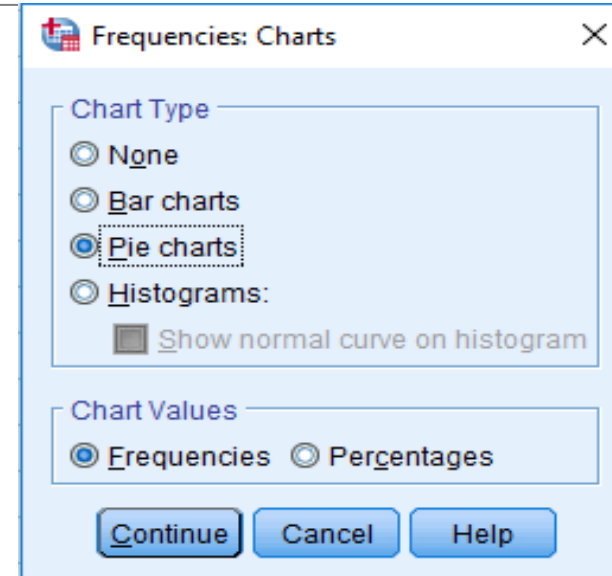 Frequencies: Charts
Chart Type
None
Bar charts
Pie charts
Histograms:
Show normal curve on histogram
Chart Values
Frequencies Percentages
Continue Cancel Help